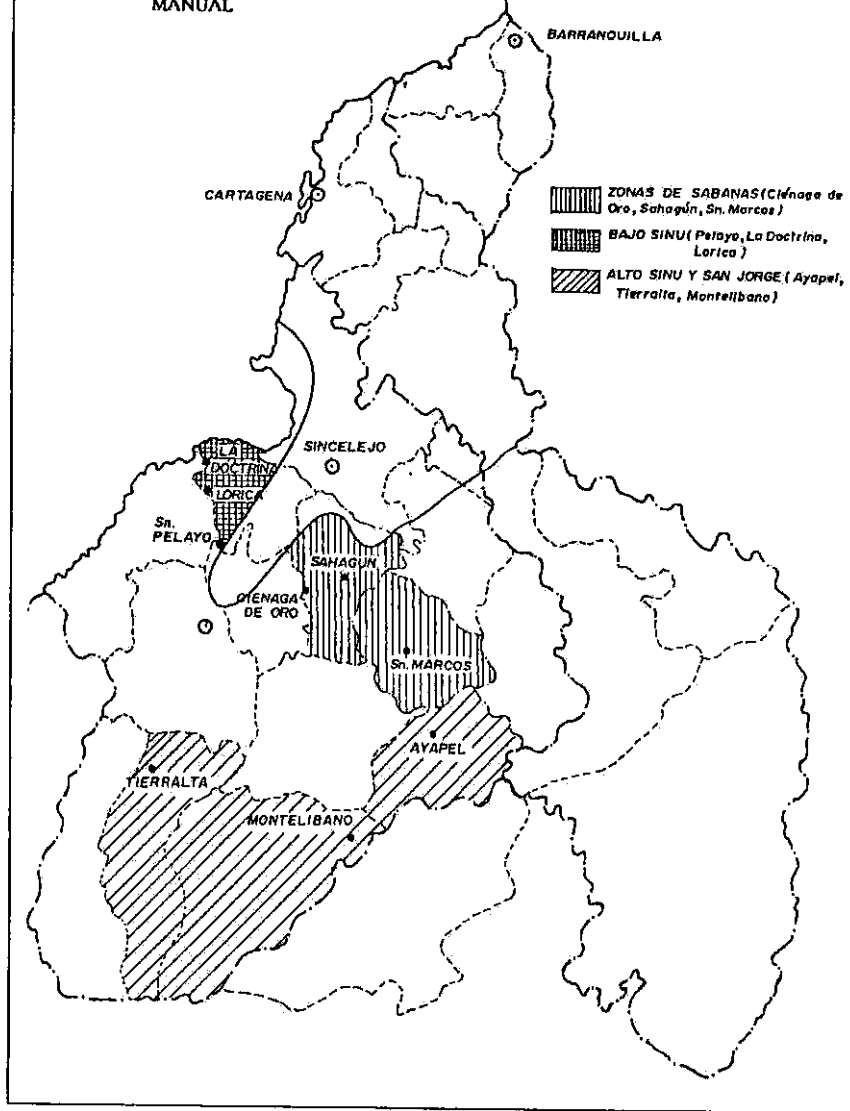 MANUAL
BARRANQUILLA
CARTAGENA
ZONAS DE SABANAS (Ciénaga de
Oro, Sahagún, Sn. Marcos)
BAJO SINU (Pelayo, La Doctrina,
Lorica)
ALTO SINU Y SAN JORGE (Ayapel,
Tierralta, Montelibano)
SINCELEJO
LA
DOCTRINA
LORICA
Sn.
PELAYO
SAHAGUN
CIENAGA
DE ORO
Sn. MARCOS
AYAPEL
TIERRALTA
MONTELIBANO